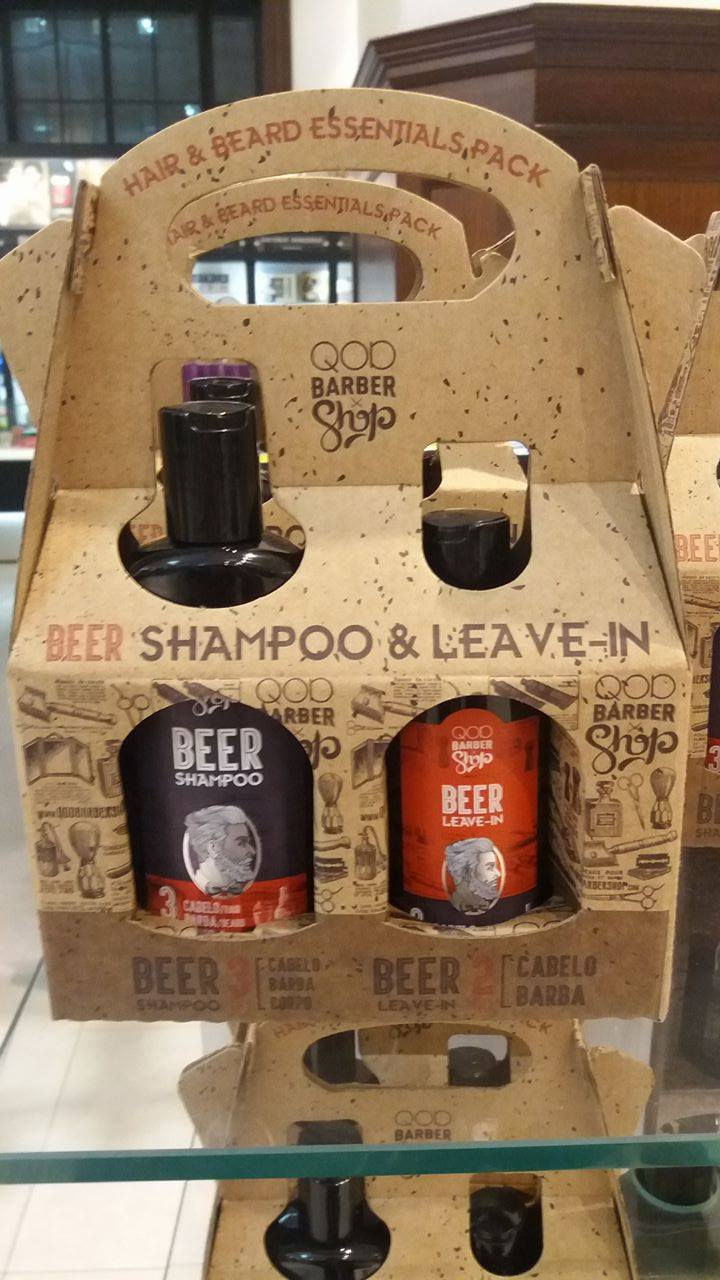 HAIR & BEARD ESSENTIALS PACK
HAIR & BEARD ESSENTIALS PACK
QOD
BARBER
Shop
BEER SHAMPOO & LEAVE-IN
QOD
BARBER
Shop
QOD
BARBER
Shop
BEER
SHAMPOO
3 CABELO
BARBA
QOD
BARBER
Shop
BEER
LEAVE-IN
BEER 3 CABELO
SHAMPOO BARBA
CORPO
BEER 2 CABELO
LEAVE-IN BARBA
QOD
BARBER